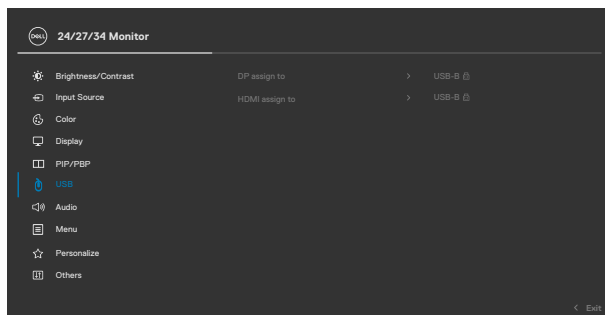 DELL 24/27/34 Monitor
Brightness/Contrast DP assign to > USB-B
Input Source HDMI assign to > USB-B
Color
Display
PIP/PBP
USB
Audio
Menu
Personalize
Others
< Exit